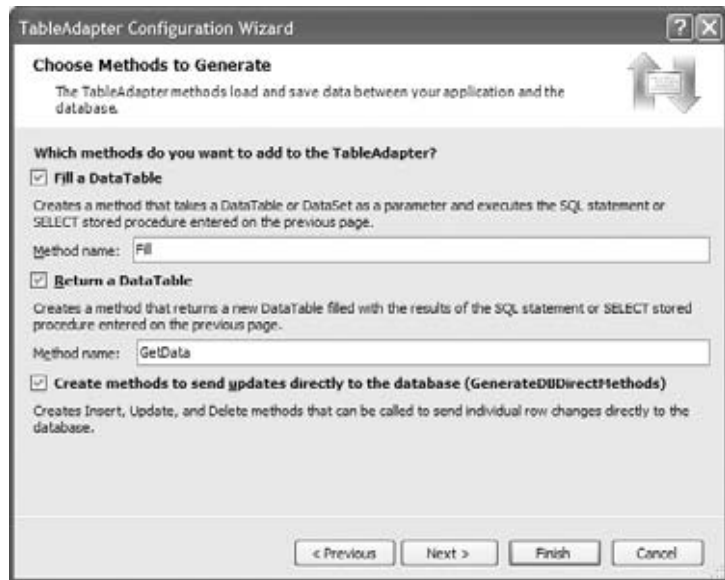 TableAdapter Configuration Wizard
Choose Methods to Generate
The TableAdapter methods load and save data between your application and the
database.
Which methods do you want to add to the TableAdapter?
Fill a DataTable
Creates a method that takes a DataTable or DataSet as a parameter and executes the SQL statement or
SELECT stored procedure entered on the previous page.
Method name: Fill
Return a DataTable
Creates a method that returns a new DataTable filled with the results of the SQL statement or SELECT stored
procedure entered on the previous page.
Method name: GetData
Create methods to send updates directly to the database (GenerateDBDirectMethods)
Creates Insert, Update, and Delete methods that can be called to send individual row changes directly to the
database.
< Previous Next > Finish Cancel